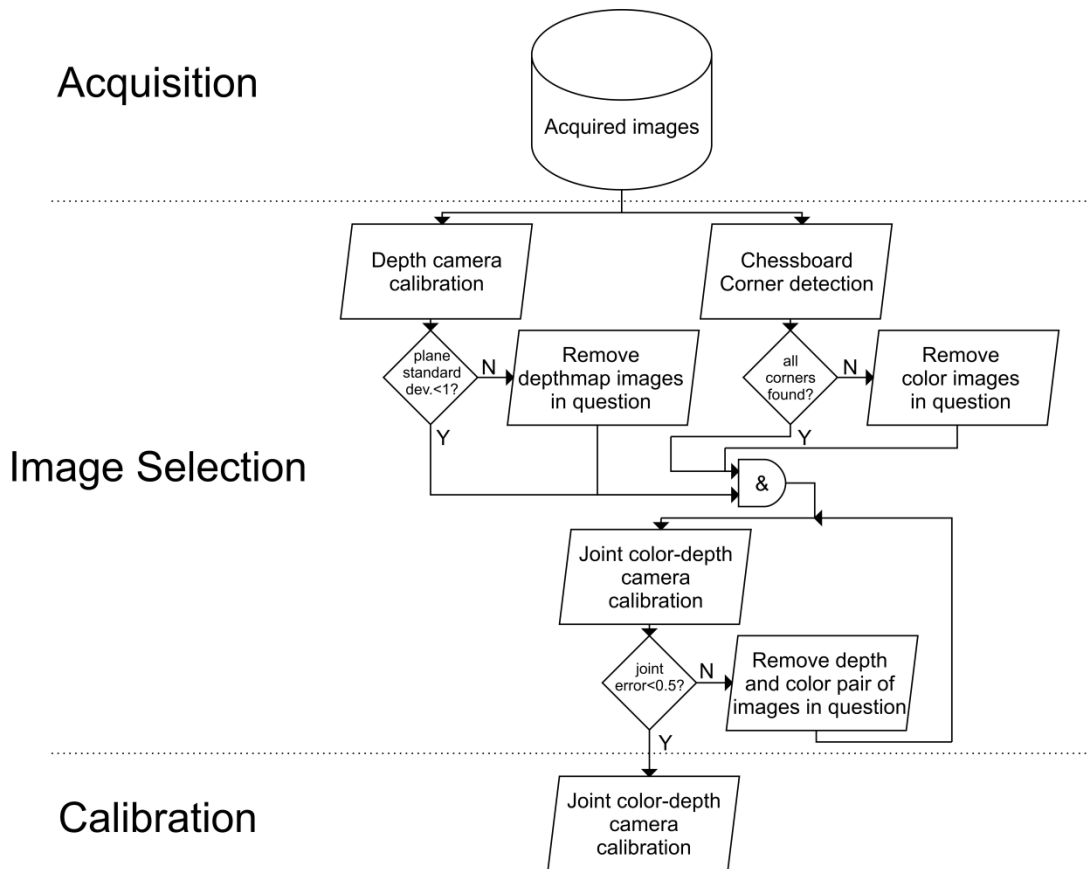 Acquisition
Acquired images
Depth camera
calibration
Chessboard
Corner detection
plane
standard
dev.<1?
N
Remove
depthmap images
in question
all
corners
found?
N
Remove
color images
in question
Y
Y
Image Selection
&
Joint color-depth
camera
calibration
joint
error<0.5?
N
Remove depth
and color pair of
images in question
Y
Calibration
Joint color-depth
camera
calibration